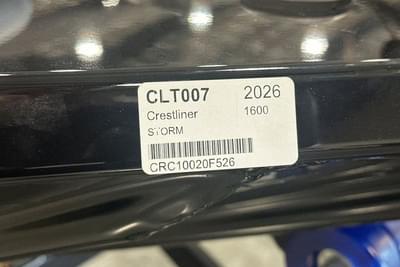 CLT007 2026
Crestliner 1600
STORM
CRC10020F526